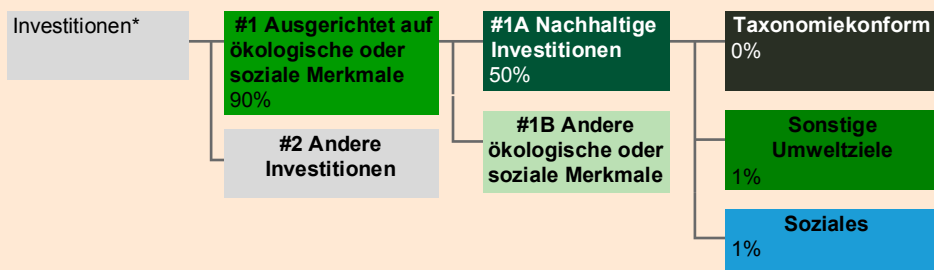 Investitionen*
#1 Ausgerichtet auf
ökologische oder
soziale Merkmale
90%
#2 Andere
Investitionen
#1A Nachhaltige
Investitionen
50%
#1B Andere
ökologische oder
soziale Merkmale
Taxonomiekonform
0%
Sonstige
Umweltziele
1%
Soziales
1%